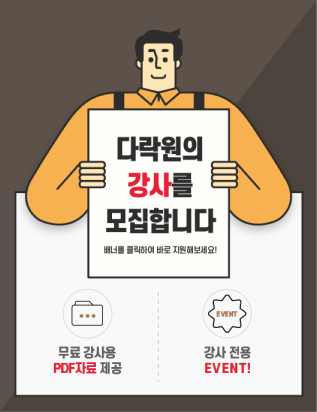 다락원의
강사를
모집합니다
배너를 클릭하여 바로 지원해보세요!
EVENT
무료 강사용
PDF자료 제공
강사 전용
EVENT!